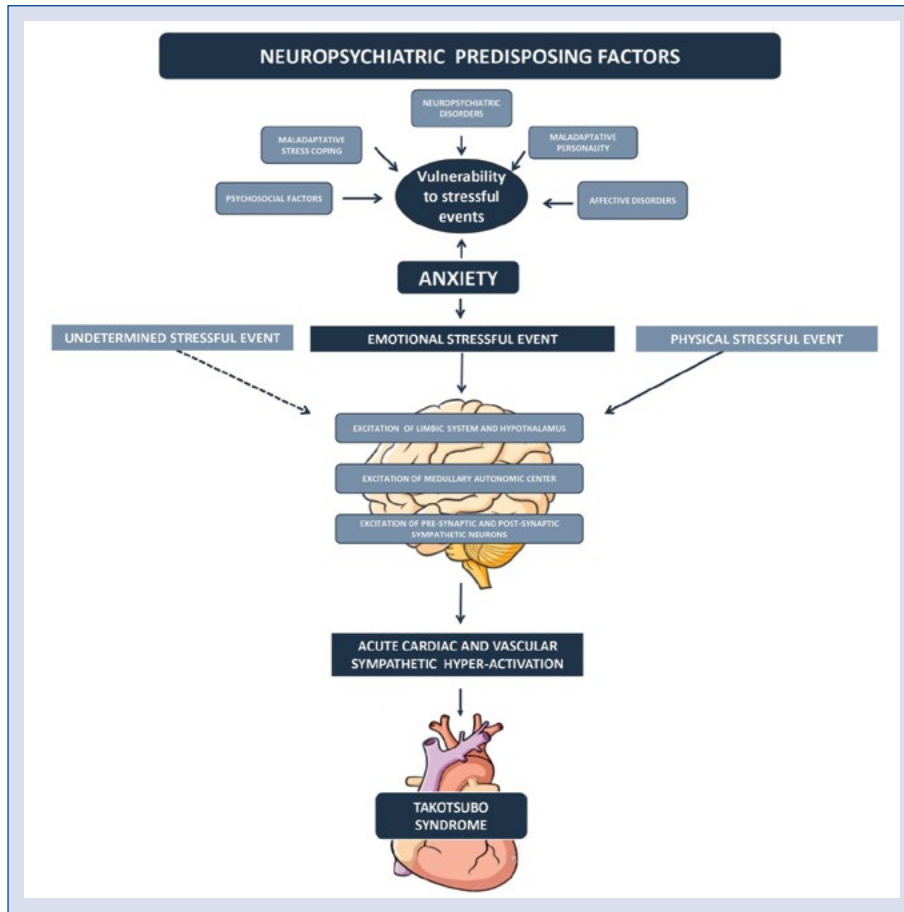 NEUROPSYCHIATRIC PREDISPOSING FACTORS
NEUROPSYCHIATRIC
DISORDERS
MALADAPTATIVE
STRESS COPING
MALADAPTATIVE
PERSONALITY
Vulnerability
to stressful
events
PSYCHOSOCIAL FACTORS
AFFECTIVE DISORDERS
ANXIETY
UNDETERMINED STRESSFUL EVENT
EMOTIONAL STRESSFUL EVENT
PHYSICAL STRESSFUL EVENT
EXCITATION OF LIMBIC SYSTEM AND HYPOTHALAMUS
EXCITATION OF MEDULLARY AUTONOMIC CENTER
EXCITATION OF PRE-SYNAPTIC AND POST-SYNAPTIC
SYMPATHETIC NEURONS
ACUTE CARDIAC AND VASCULAR
SYMPATHETIC HYPER-ACTIVATION
TAKOTSUBO
SYNDROME